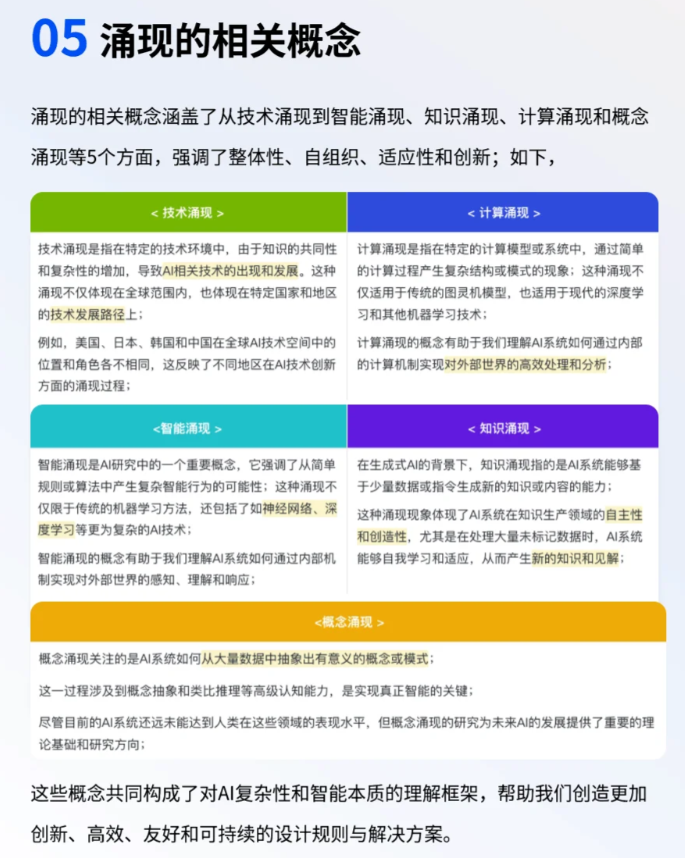 05 涌现的相关概念
涌现的相关概念涵盖了从技术涌现到智能涌现、知识涌现、计算涌现和概念
涌现等5个方面，强调了整体性、自组织、适应性和创新；如下，
< 技术涌现 >
技术涌现是指在特定的技术环境中，由于知识的共同性
和复杂性的增加，导致AI相关技术的出现和发展。这种
涌现不仅体现在全球范围内，也体现在特定国家和地区
的技术发展路径上；
例如，美国、日本、韩国和中国在全球AI技术空间中的
位置和角色各不相同，这反映了不同地区在AI技术创新
方面的涌现过程；
< 计算涌现 >
计算涌现是指在特定的计算模型或系统中，通过简单
的计算过程产生复杂结构或模式的现象；这种涌现不
仅适用于传统的图灵机模型，也适用于现代的深度学
习和其他机器学习技术；
计算涌现的概念有助于我们理解AI系统如何通过内部
的计算机制实现对外部世界的高效处理和分析；
<智能涌现 >
智能涌现是AI研究中的一个重要概念，它强调了从简单
规则或算法中产生复杂智能行为的可能性；这种涌现不
仅限于传统的机器学习方法，还包括了如神经网络、深
度学习等更为复杂的AI技术；
智能涌现的概念有助于我们理解AI系统如何通过内部机
制实现对外部世界的感知、理解和响应；
< 知识涌现 >
在生成式AI的背景下，知识涌现指的是AI系统能够基
于少量数据或指令生成新的知识或内容的能力；
这种涌现现象体现了AI系统在知识生产领域的自主性
和创造性，尤其是在处理大量未标记数据时，AI系统
能够自我学习和适应，从而产生新的知识和见解；
<概念涌现 >
概念涌现关注的是AI系统如何从大量数据中抽象出有意义的概念或模式；
这一过程涉及到概念抽象和类比推理等高级认知能力，是实现真正智能的关键；
尽管目前的AI系统还远未能达到人类在这些领域的表现水平，但概念涌现的研究为未来AI的发展提供了重要的理
论基础和研究方向；
这些概念共同构成了对AI复杂性和智能本质的理解框架，帮助我们创造更加
创新、高效、友好和可持续的设计规则与解决方案。